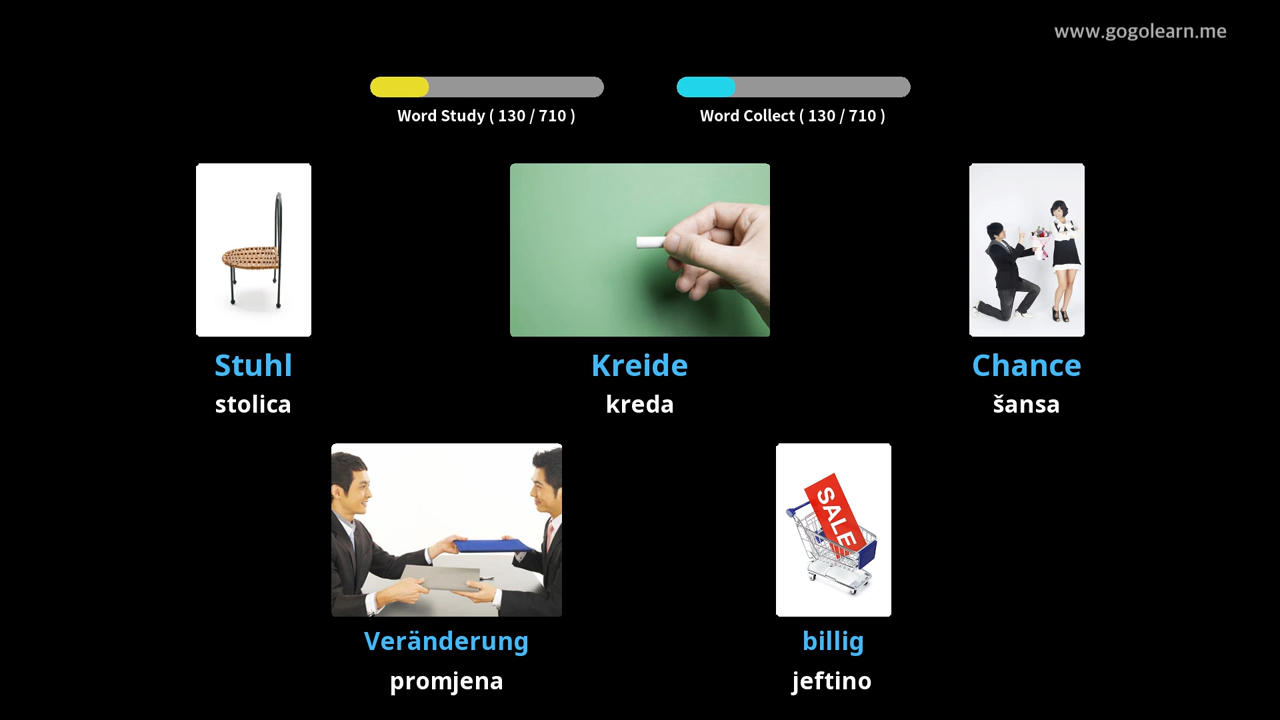 www.gogolearn.me
Word Study ( 130 / 710 )
Word Collect ( 130 / 710 )
Stuhl
stolica
Kreide
kreda
Chance
šansa
SALE
Veränderung
promjena
billig
jeftino